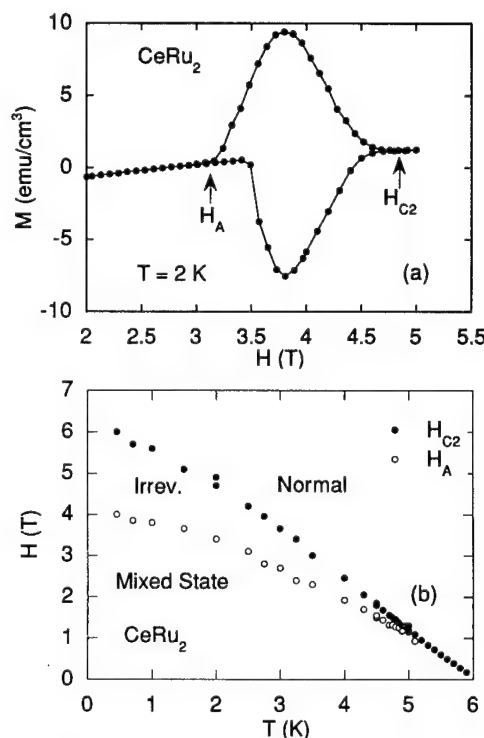 10
CeRu2
5
M (emu/cm3)
0
HA
HC2
-5
T = 2 K
(a)
-10
2 2.5 3 3.5 4 4.5 5 5.5
H (T)
7
6
HC2
HA
5
Irrev.
Normal
4
H (T)
3
Mixed State
2
(b)
1
CeRu2
0
0 1 2 3 4 5 6
T (K)